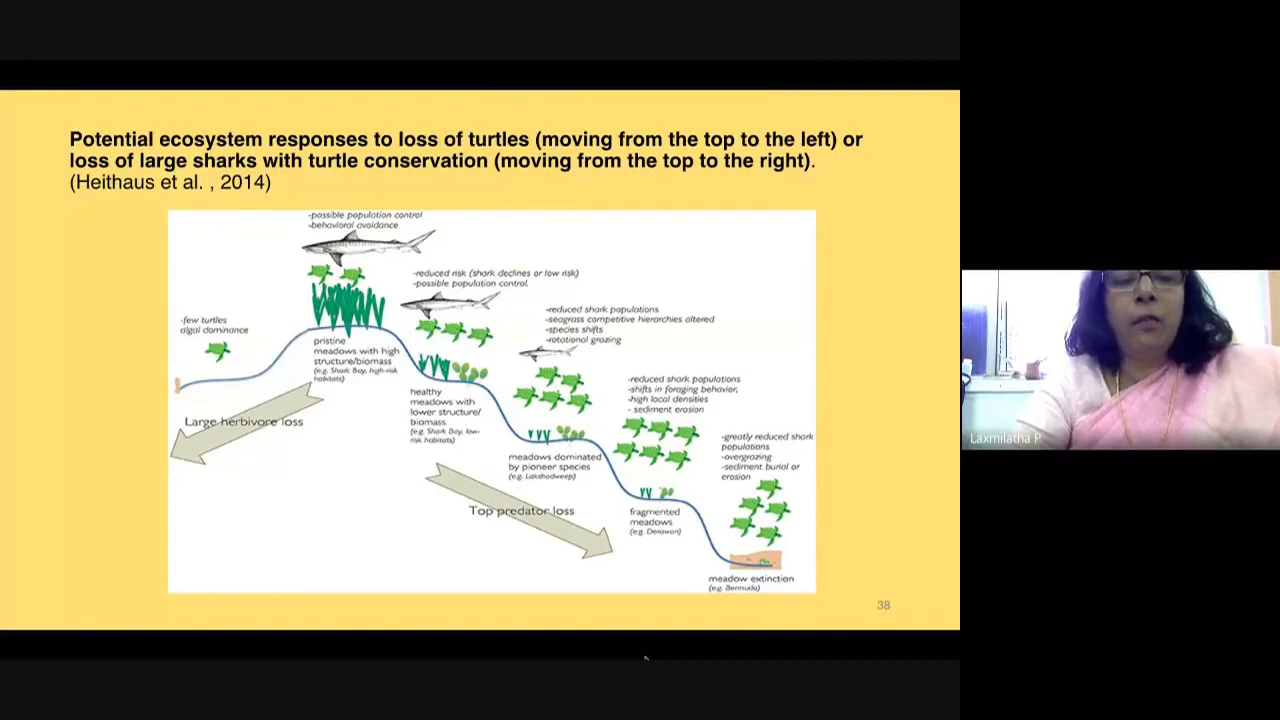 Potential ecosystem responses to loss of turtles (moving from the top to the left) or
loss of large sharks with turtle conservation (moving from the top to the right).
(Heithaus et al. , 2014)
-possible population control
-behavioral avoidance
-reduced risk (shark declines or low risk)
-possible population control
-few turtles
algal dominance
pristine
meadows with high
structure/biomass
(e.g. Shark Bay, high-risk
habitats)
-reduced shark populations
-seagrass competitive hierarchies altered
-species shifts
-rotational grazing
healthy
meadows with
lower structure/
biomass
(e.g. Shark Bay, low-
risk habitats)
Large herbivore loss
-reduced shark populations
-shifts in foraging behavior,
-high local densities
- sediment erosion
meadows dominated
by pioneer species
(e.g. Lakshadweep)
-greatly reduced shark
populations
-overgrazing
-sediment burial or
erosion
Top predator loss
fragmented
meadows
(e.g. Derawan)
meadow extinction
(e.g. Bermuda)
38
Laxmilatha P